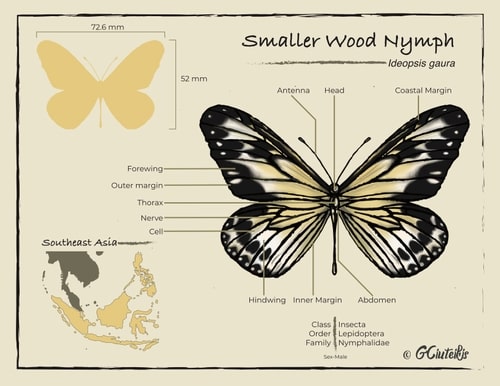 72.6 mm
52 mm
Smaller Wood Nymph
Ideopsis gaura
Antenna
Head
Coastal Margin
Forewing
Outer margin
Thorax
Nerve
Cell
Southeast Asia
Hindwing
Inner Margin
Abdomen
Class Insecta
Order Lepidoptera
Family Nymphalidae
Sex-Male